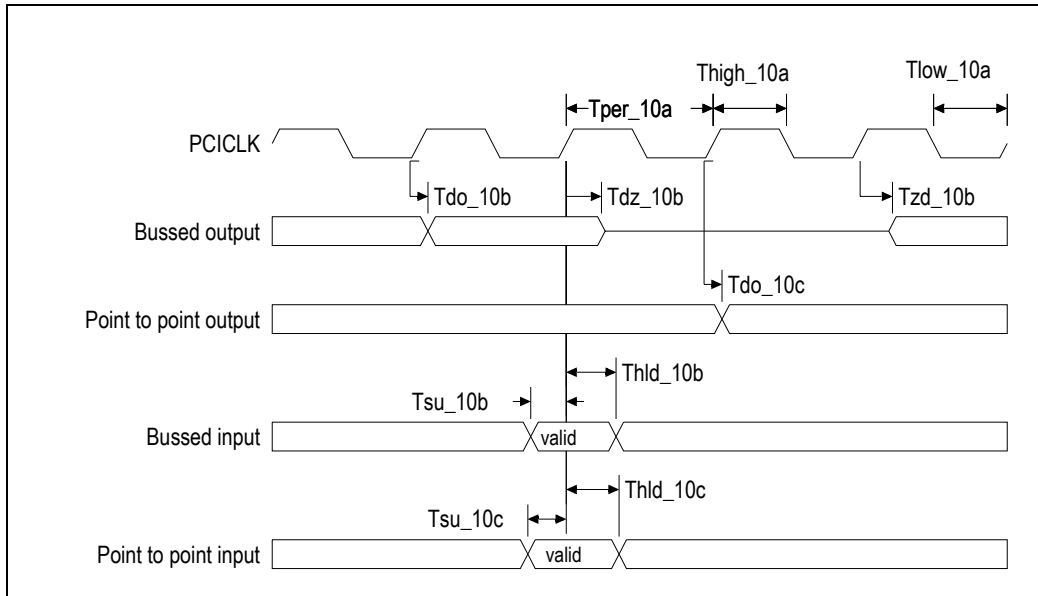 Thigh_10a
Tlow_10a
Tper_10a
PCICLK
Tdo_10b
Tdz_10b
Tzd_10b
Bussed output
Tdo_10c
Point to point output
Thld_10b
Tsu_10b
Bussed input
valid
Thld_10c
Tsu_10c
Point to point input
valid